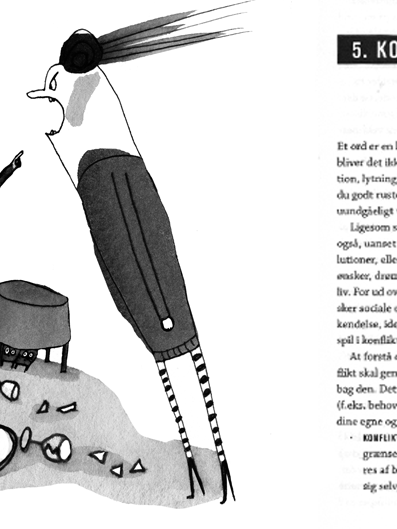 5. KO
Et ord er en
bliver det ikk
tion, lytning,
du godt ruste
uundgåeligt
Ligesom s
også, uanset
lutioner, elle
ønsker, drøm
liv. For ud ov
sker sociale
kendelse, ide
spil i konflikt
At forstå
flikt skal gen
bag den. Det
(f.eks. behov
dine egne og
• KONFLIKT
grænse
res af b
sig selv